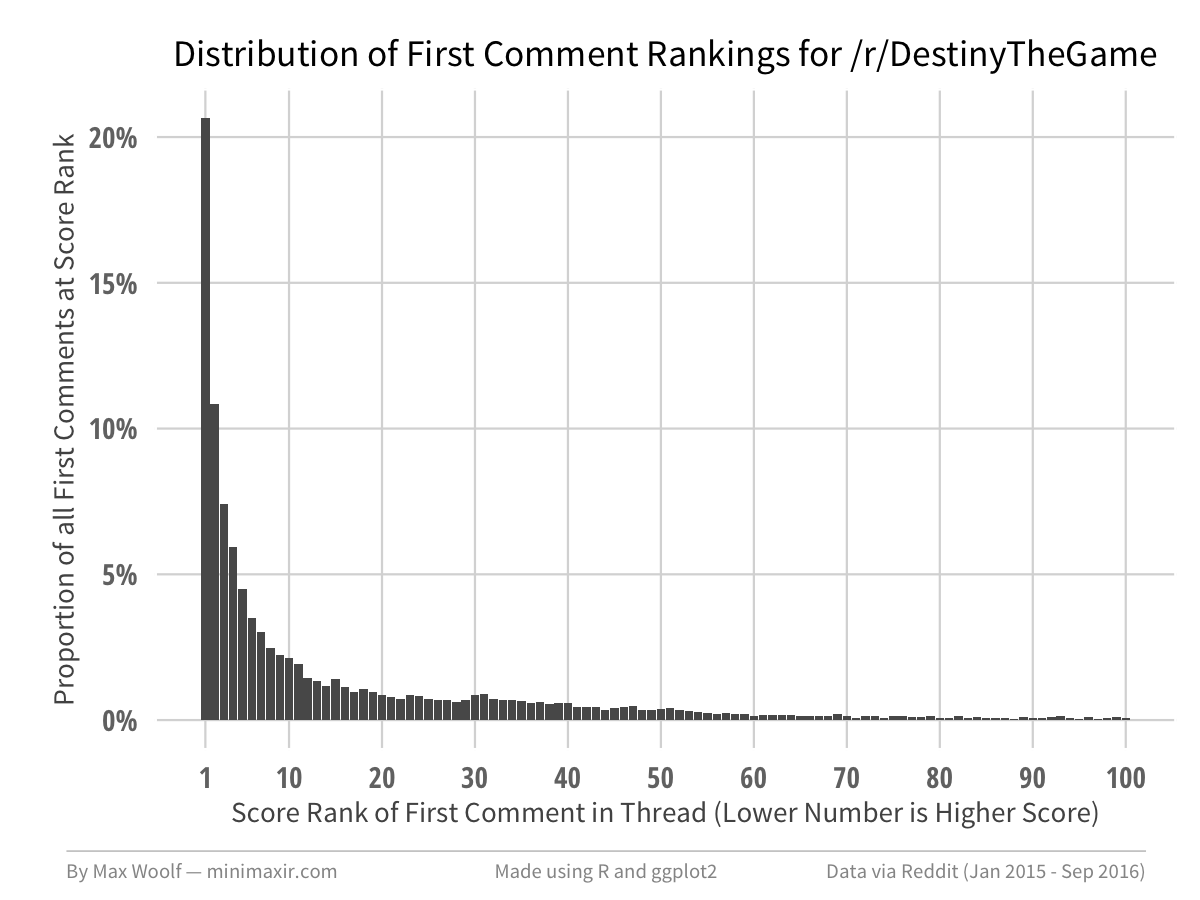 Distribution of First Comment Rankings for /r/DestinyTheGame
Proportion of all First Comments at Score Rank
20%
15%
10%
5%
0%
1 10 20 30 40 50 60 70 80 90 100
Score Rank of First Comment in Thread (Lower Number is Higher Score)
By Max Woolf — minimaxir.com Made using R and ggplot2 Data via Reddit (Jan 2015 - Sep 2016)